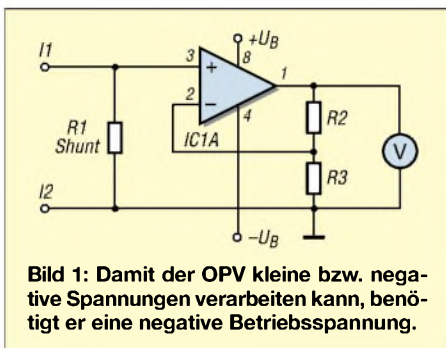 +UB
I1
3
+
8
1
2
−
R2
R1
Shunt
IC1A
4
V
R3
I2
−UB
Bild 1: Damit der OPV kleine bzw. nega-
tive Spannungen verarbeiten kann, benö-
tigt er eine negative Betriebsspannung.